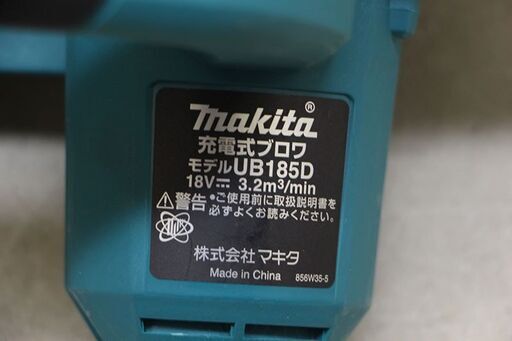 makita®
充電式ブロワ
モデルUB185D
18V⎓ 3.2m³/min
⚠警告 •ご使用前に取扱説明書を
必ずよくお読みください。
株式会社マキタ
Made in China 856W35-5